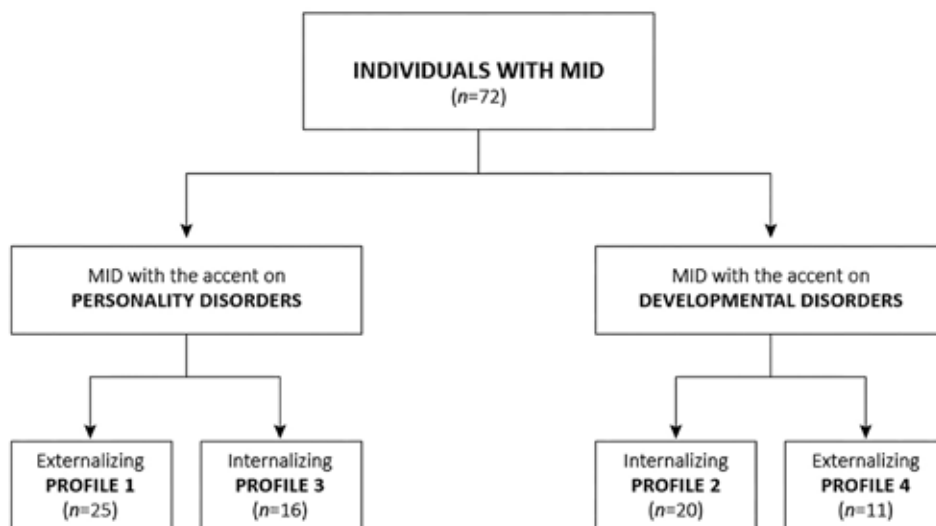 INDIVIDUALS WITH MID
(n=72)
MID with the accent on
PERSONALITY DISORDERS
MID with the accent on
DEVELOPMENTAL DISORDERS
Externalizing
PROFILE 1
(n=25)
Internalizing
PROFILE 3
(n=16)
Internalizing
PROFILE 2
(n=20)
Externalizing
PROFILE 4
(n=11)